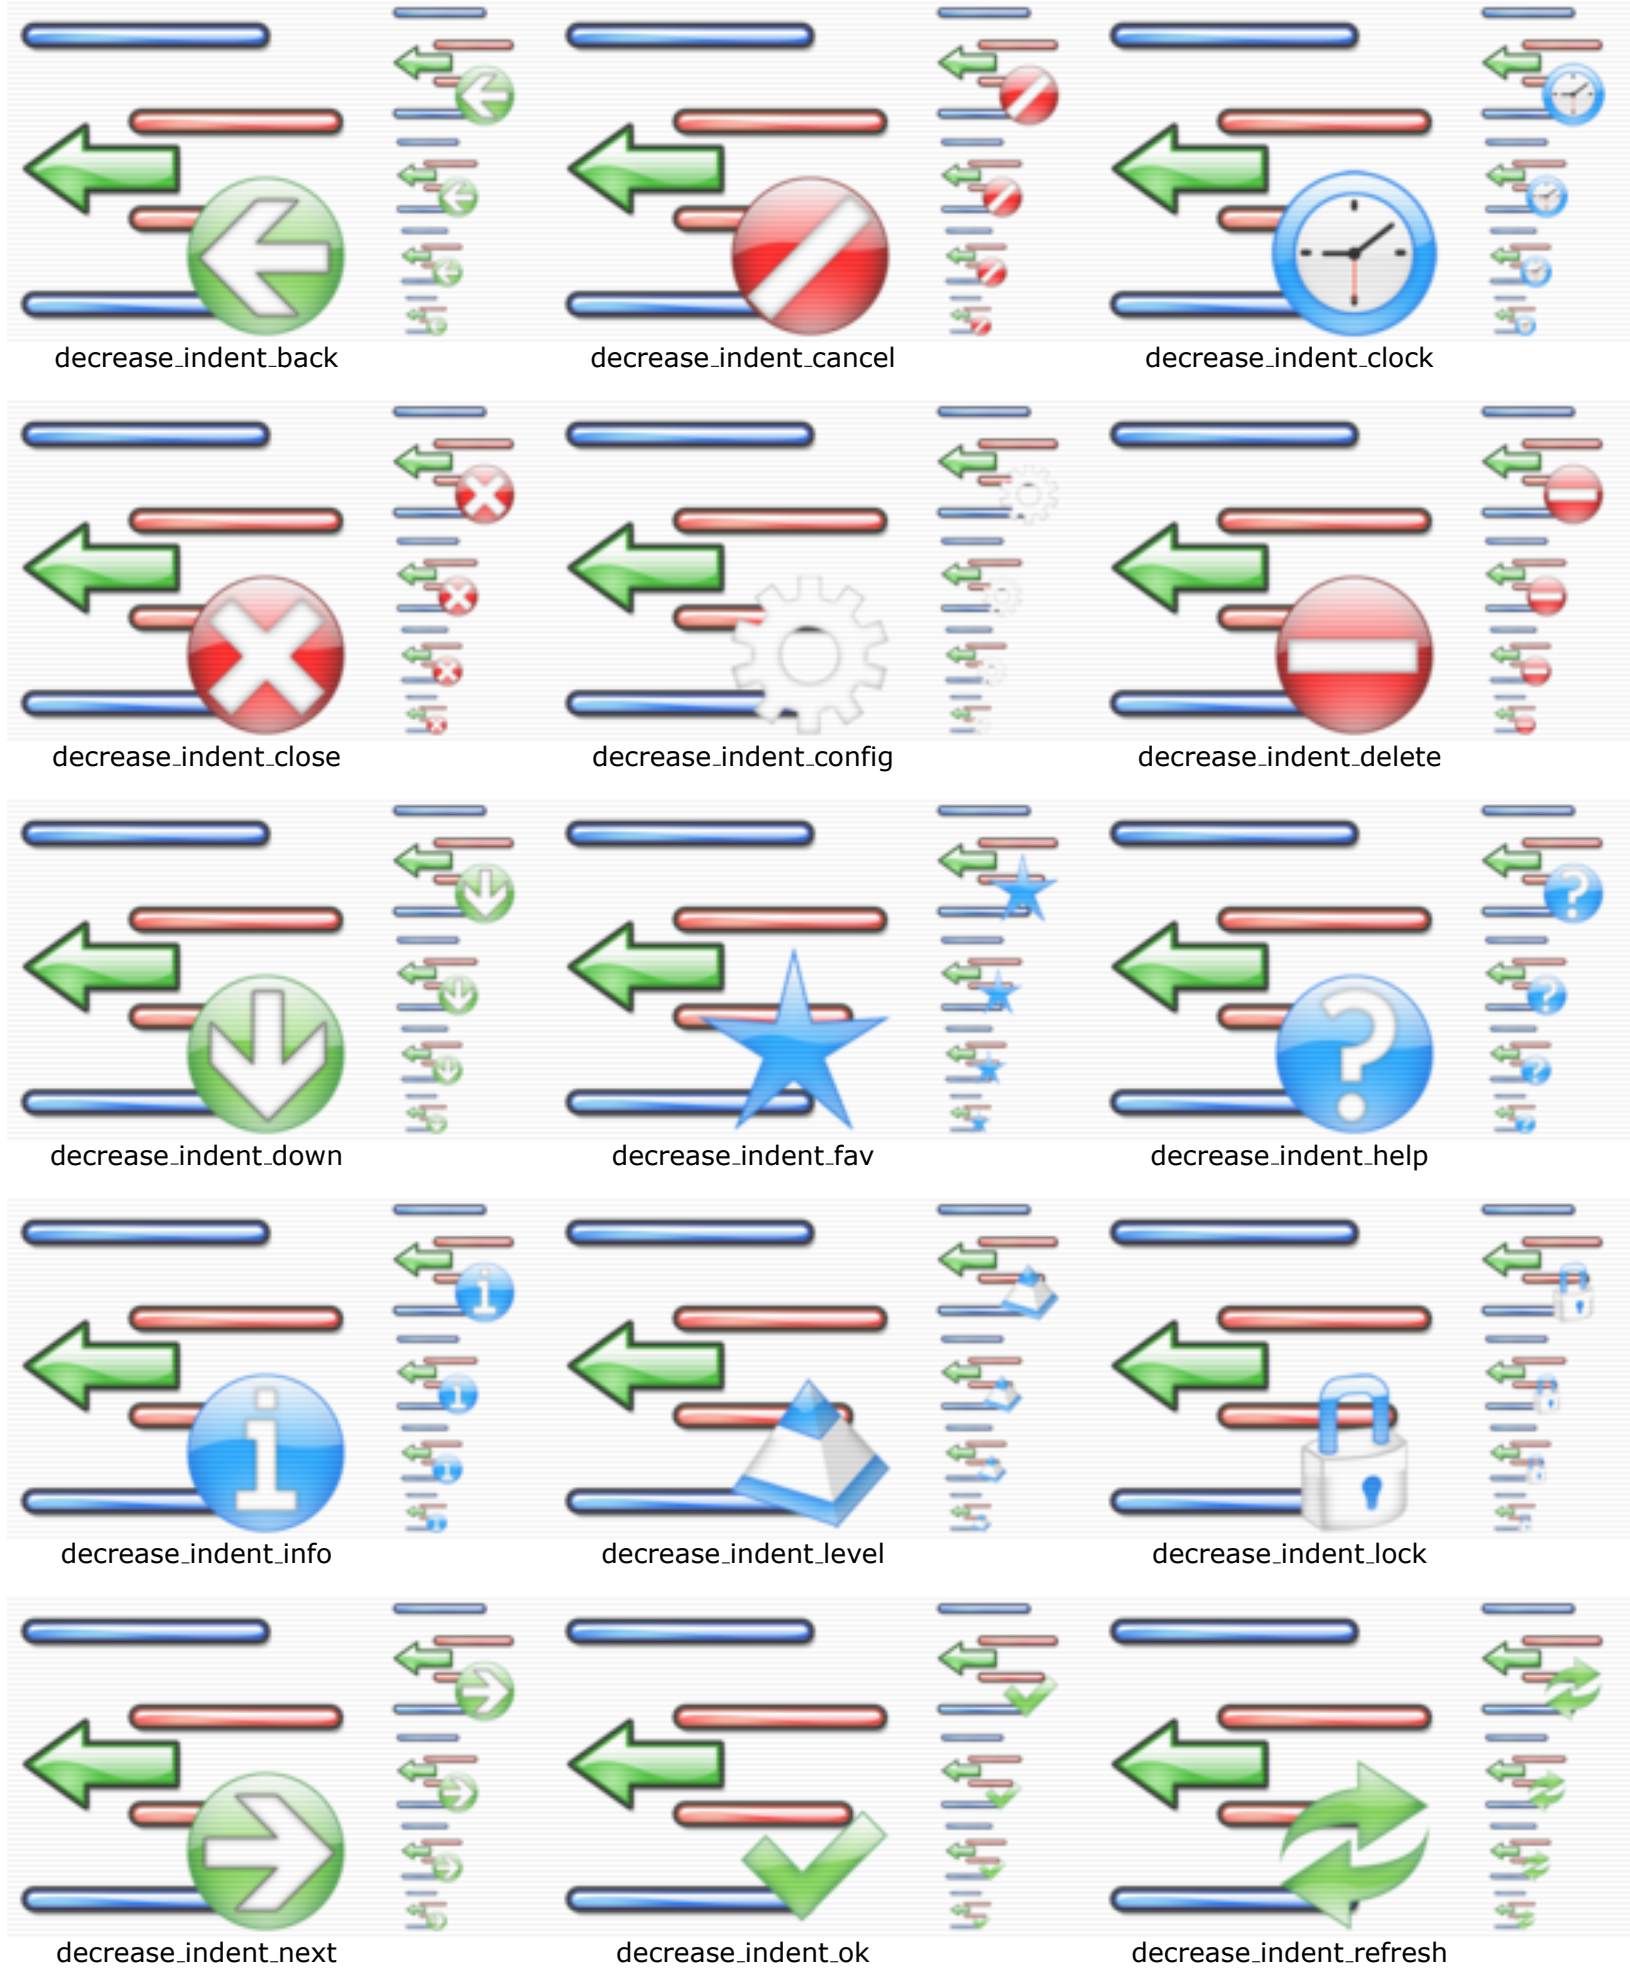 decrease_indent_back
decrease_indent_cancel
decrease_indent_clock
decrease_indent_close
decrease_indent_config
decrease_indent_delete
decrease_indent_down
decrease_indent_fav
decrease_indent_help
decrease_indent_info
decrease_indent_level
decrease_indent_lock
decrease_indent_next
decrease_indent_ok
decrease_indent_refresh